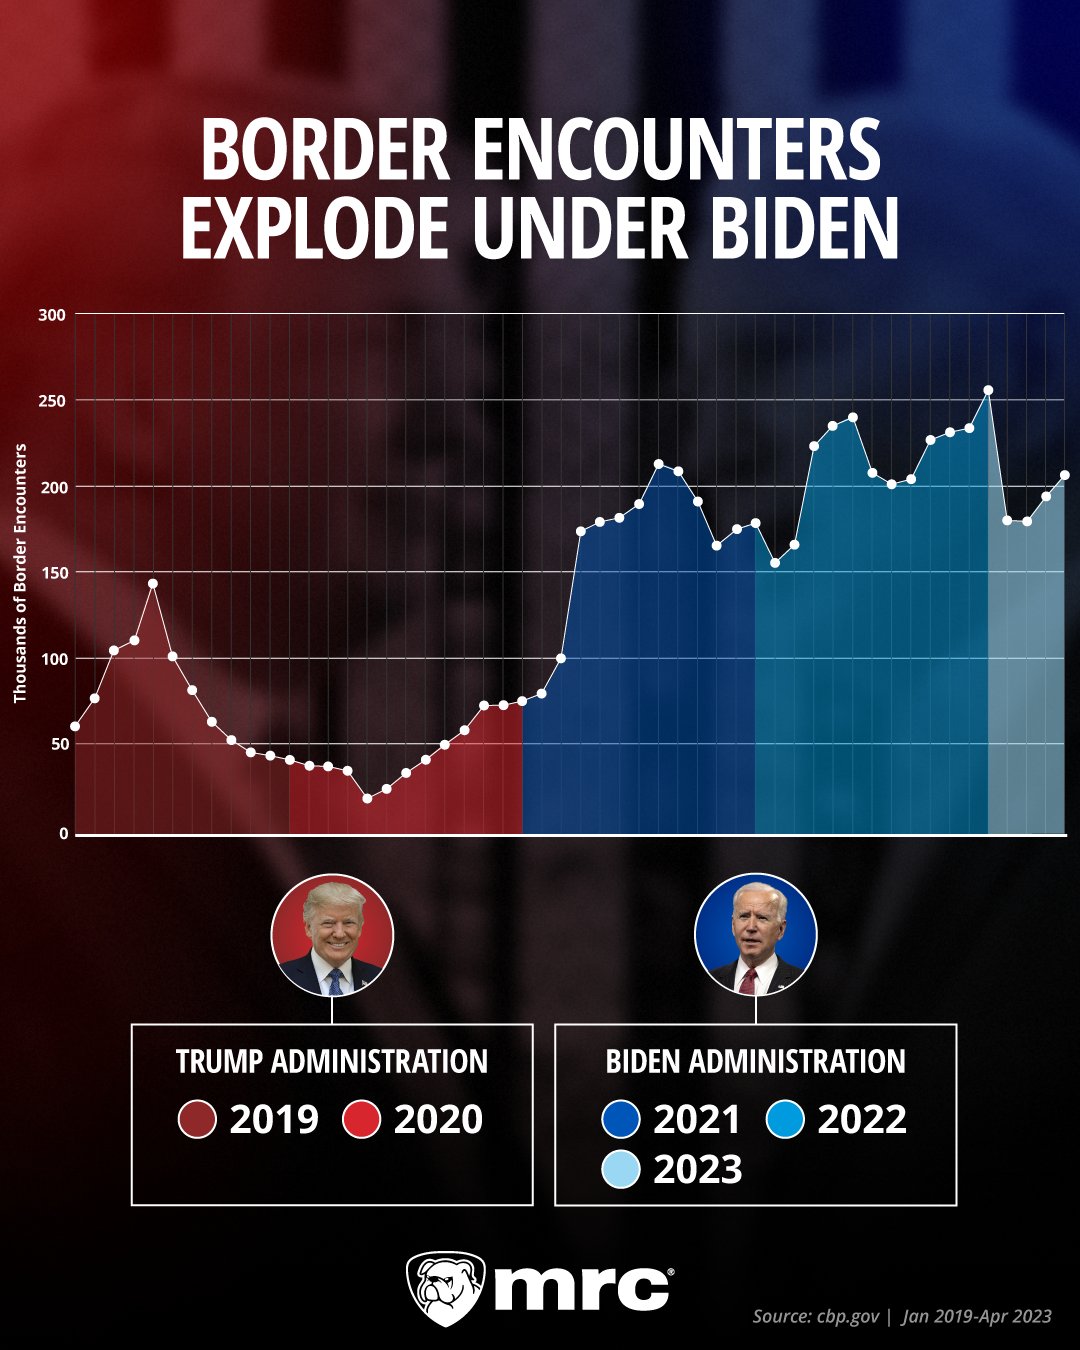 BORDER ENCOUNTERS
EXPLODE UNDER BIDEN
300
250
200
150
100
50
0
Thousands of Border Encounters
TRUMP ADMINISTRATION
2019 2020
BIDEN ADMINISTRATION
2021 2022
2023
mrc®
Source: cbp.gov | Jan 2019-Apr 2023